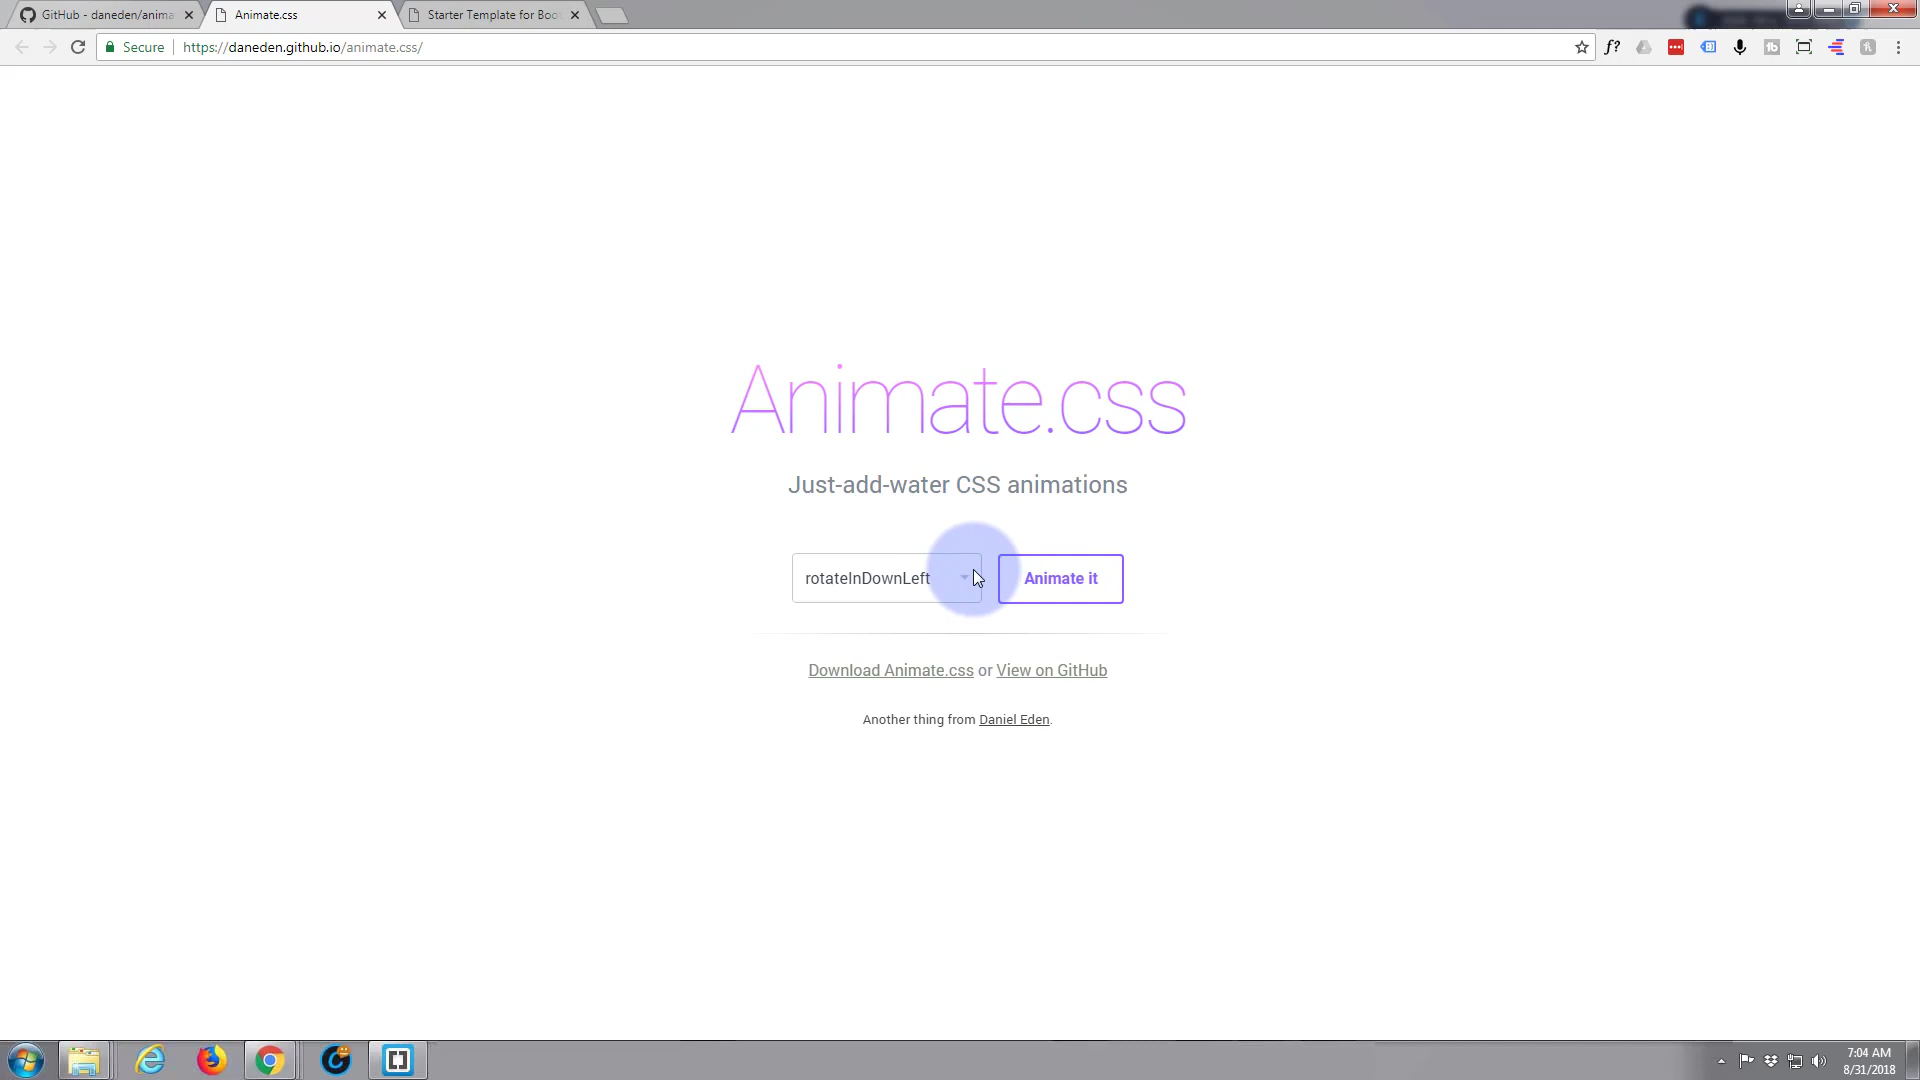 GitHub - daneden/anima
Animate.css
Starter Template for Boo
Secure
https://daneden.github.io/animate.css/
Animate.css
Just-add-water CSS animations
rotateInDownLeft
Animate it
Download Animate.css or View on GitHub
Another thing from Daniel Eden.
7:04 AM
8/31/2018